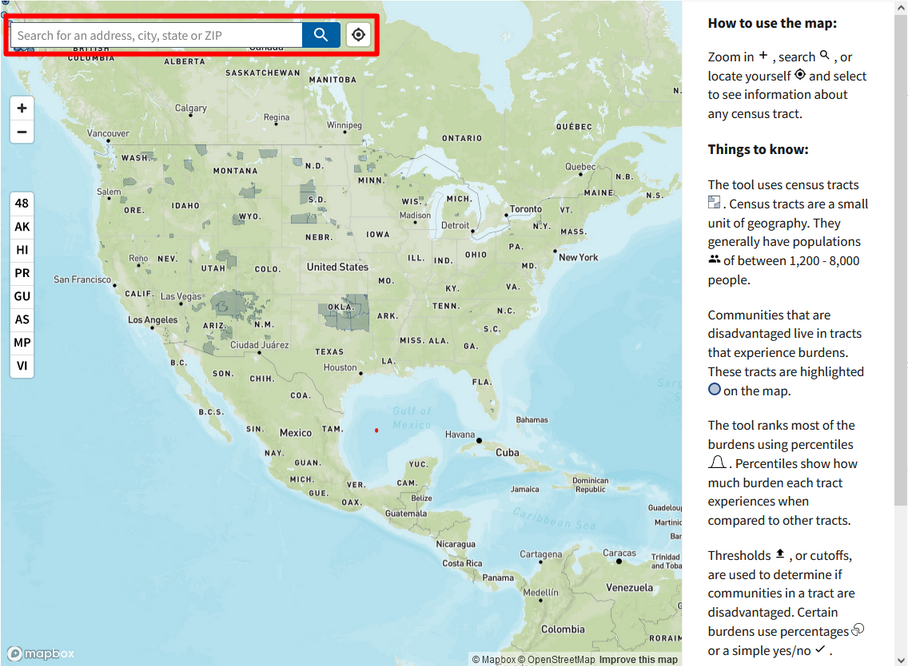 Search for an address, city, state or ZIP
Canada
BRITISH
COLUMBIA
ALBERTA
SASKATCHEWAN
MANITOBA
Calgary
Regina
Winnipeg
ONTARIO
QUÉBEC
N.
+
−
Vancouver
WASH.
MONTANA
N.D.
MINN.
Quebec
N.B.
MAINE
N.S.
48
AK
HI
PR
GU
AS
MP
VI
Salem
ORE.
IDAHO
WYO.
S.D.
WIS.
Madison
MICH.
Toronto
VT.
Detroit
N.Y.
MASS.
NEBR.
IOWA
Reno
NEV.
UTAH
COLO.
United States
ILL.
IND.
OHIO
PA.
New York
MD.
San Francisco
CALIF.
Las Vegas
MO.
KY.
VA.
Los Angeles
ARIZ.
N.M.
OKLA.
ARK.
TENN.
N.C.
S.C.
Ciudad Juárez
TEXAS
MISS.
ALA.
GA.
B.C.
SON.
CHIH.
Houston
LA.
COA.
FLA.
B.C.S.
SIN.
Mexico
TAM.
Gulf of
Mexico
Havana
Bahamas
Cuba
NAY.
GUAN.
YUC.
MICH.
VER.
CAM.
GUE.
OAX.
Belize
Jamaica
Dominican
Republic
Guatemala
Caribbean Sea
Guadelou
Martinic
Bar
Nicaragua
Costa Rica
Panama
Cartagena
Caracas
Trinidad
and Toba
Medellín
Venezuela
Colombia
RORAIM
mapbox
© Mapbox © OpenStreetMap Improve this map
How to use the map:
Zoom in + , search , or
locate yourself and select
to see information about
any census tract.
Things to know:
The tool uses census tracts
. Census tracts are a small
unit of geography. They
generally have populations
of between 1,200 - 8,000
people.
Communities that are
disadvantaged live in tracts
that experience burdens.
These tracts are highlighted
on the map.
The tool ranks most of the
burdens using percentiles
. Percentiles show how
much burden each tract
experiences when
compared to other tracts.
Thresholds , or cutoffs,
are used to determine if
communities in a tract are
disadvantaged. Certain
burdens use percentages
or a simple yes/no .